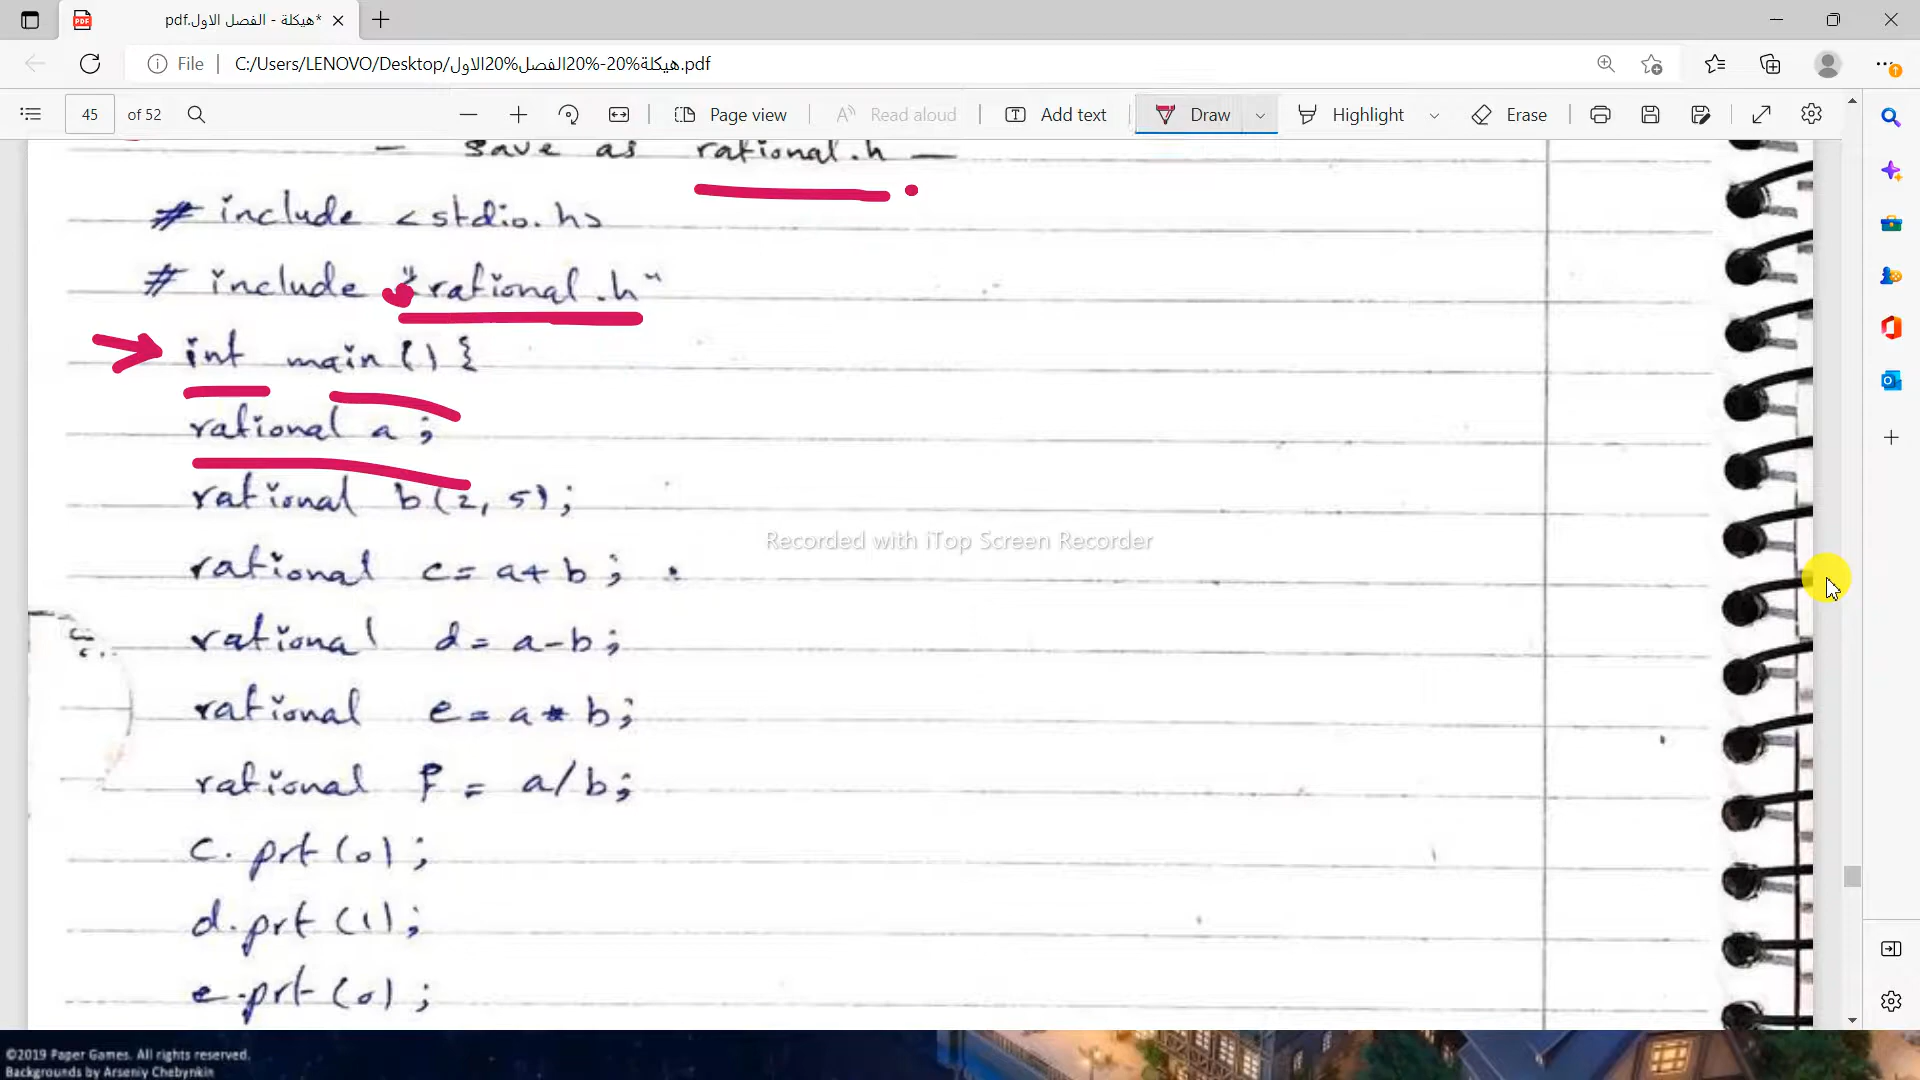 هيكلة - الفصل الاول.pdf*
File C:/Users/LENOVO/Desktop/هيكلة%20-%20الفصل%20الاول.pdf
45 of 52 Page view Read aloud Add text Draw Highlight Erase
— save as rational.h —
# include <stdio.h>
# include "rational.h"
int main() {
rational a;
rational b(2, 5);
rational c = a+b;
Recorded with iTop Screen Recorder
rational d = a-b;
rational e = a*b;
rational f = a/b;
c.prt(0);
d.prt(1);
e.prt(0);
©2019 Paper Games. All rights reserved.
Backgrounds by Arseniy Chebynkin